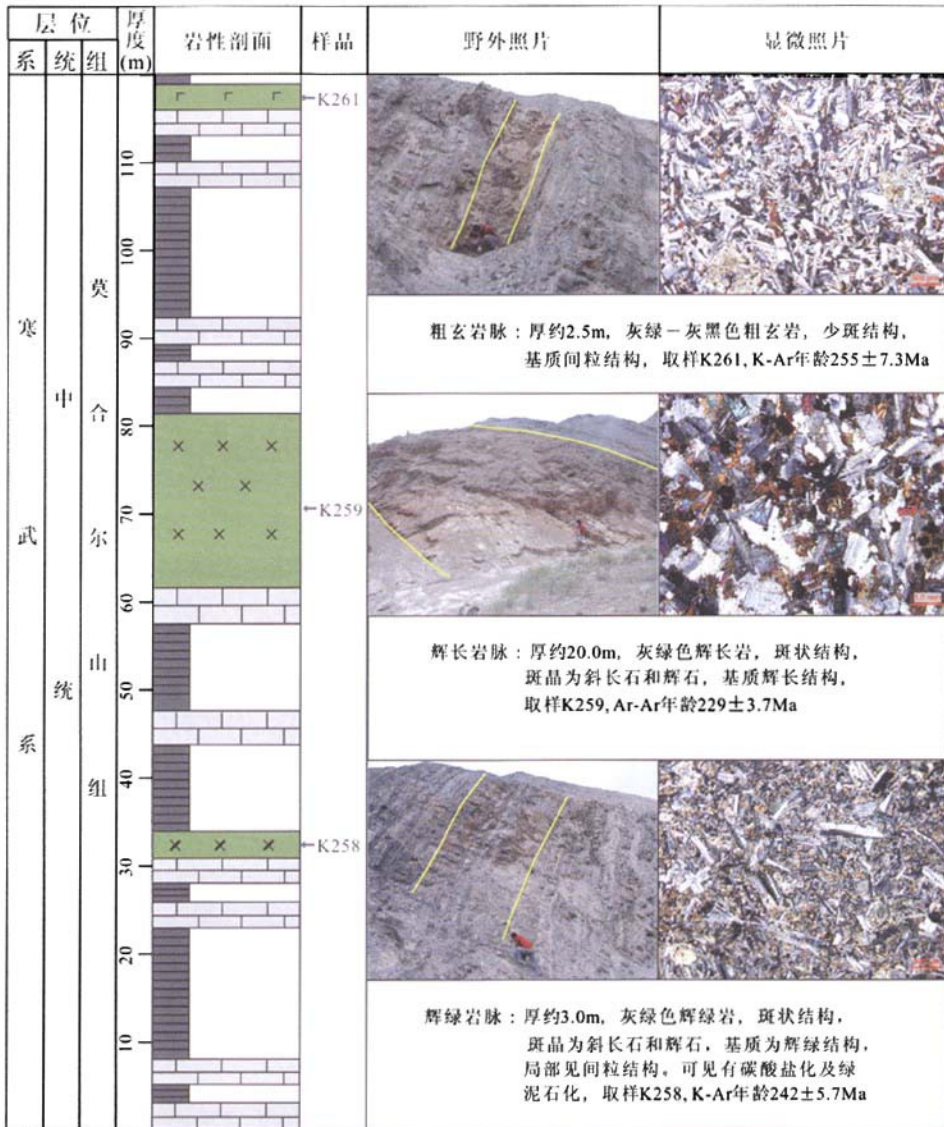 层位
厚度(m)
岩性剖面
样品
野外照片
显微照片
系
统
组
寒武系
中统
莫合尔山组
110
100
90
80
70
60
50
40
30
20
10
K261
K259
K258
粗玄岩脉：厚约2.5m，灰绿－灰黑色粗玄岩，少斑结构，
基质间粒结构，取样K261, K-Ar年龄255±7.3Ma
辉长岩脉：厚约20.0m，灰绿色辉长岩，斑状结构，
斑晶为斜长石和辉石，基质辉长结构，
取样K259, Ar-Ar年龄229±3.7Ma
辉绿岩脉：厚约3.0m，灰绿色辉绿岩，斑状结构，
斑晶为斜长石和辉石，基质为辉绿结构，
局部见间粒结构。可见有碳酸盐化及绿
泥石化，取样K258, K-Ar年龄242±5.7Ma